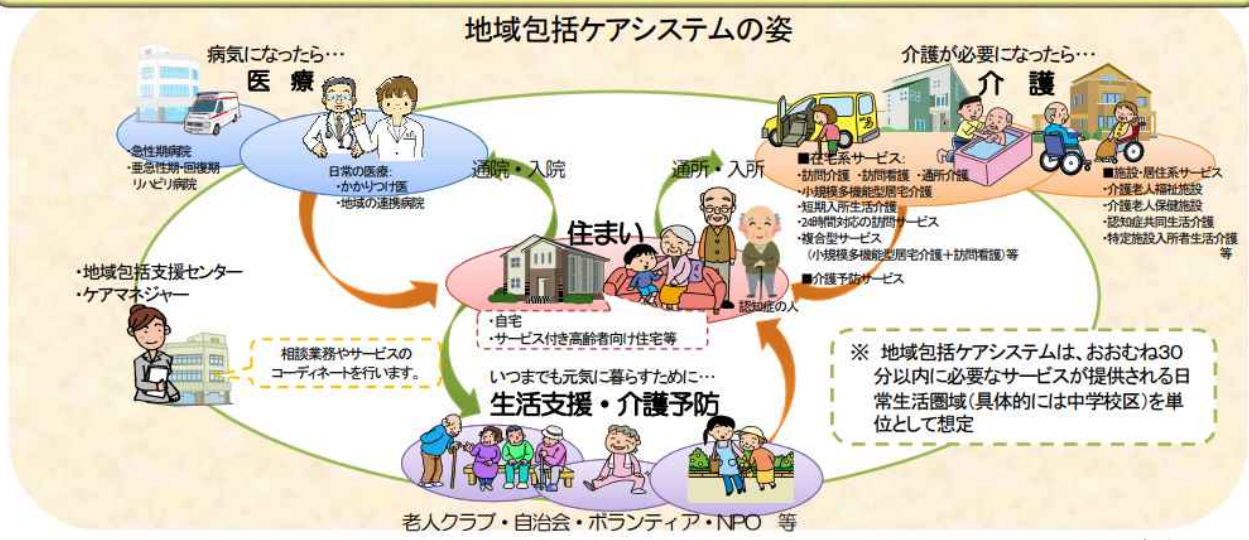 地域包括ケアシステムの姿
病気になったら…
医 療
・急性期病院
・亜急性期・回復期
リハビリ病院
日常の医療:
・かかりつけ医
・地域の連携病院
通院・入院
通所・入所
介護が必要になったら…
介 護
■在宅系サービス:
・訪問介護 ・訪問看護 ・通所介護
・小規模多機能型居宅介護
・短期入所生活介護
・24時間対応の訪問サービス
・複合型サービス
(小規模多機能型居宅介護+訪問看護)等
■介護予防サービス
■施設・居住系サービス
・介護老人福祉施設
・介護老人保健施設
・認知症共同生活介護
・特定施設入所者生活介護
等
住まい
認知症の人
・自宅
・サービス付き高齢者向け住宅等
・地域包括支援センター
・ケアマネジャー
相談業務やサービスの
コーディネートを行います。
いつまでも元気に暮らすために…
生活支援・介護予防
老人クラブ・自治会・ボランティア・NPO 等
※ 地域包括ケアシステムは、おおむね30
分以内に必要なサービスが提供される日
常生活圏域(具体的には中学校区)を単
位として想定